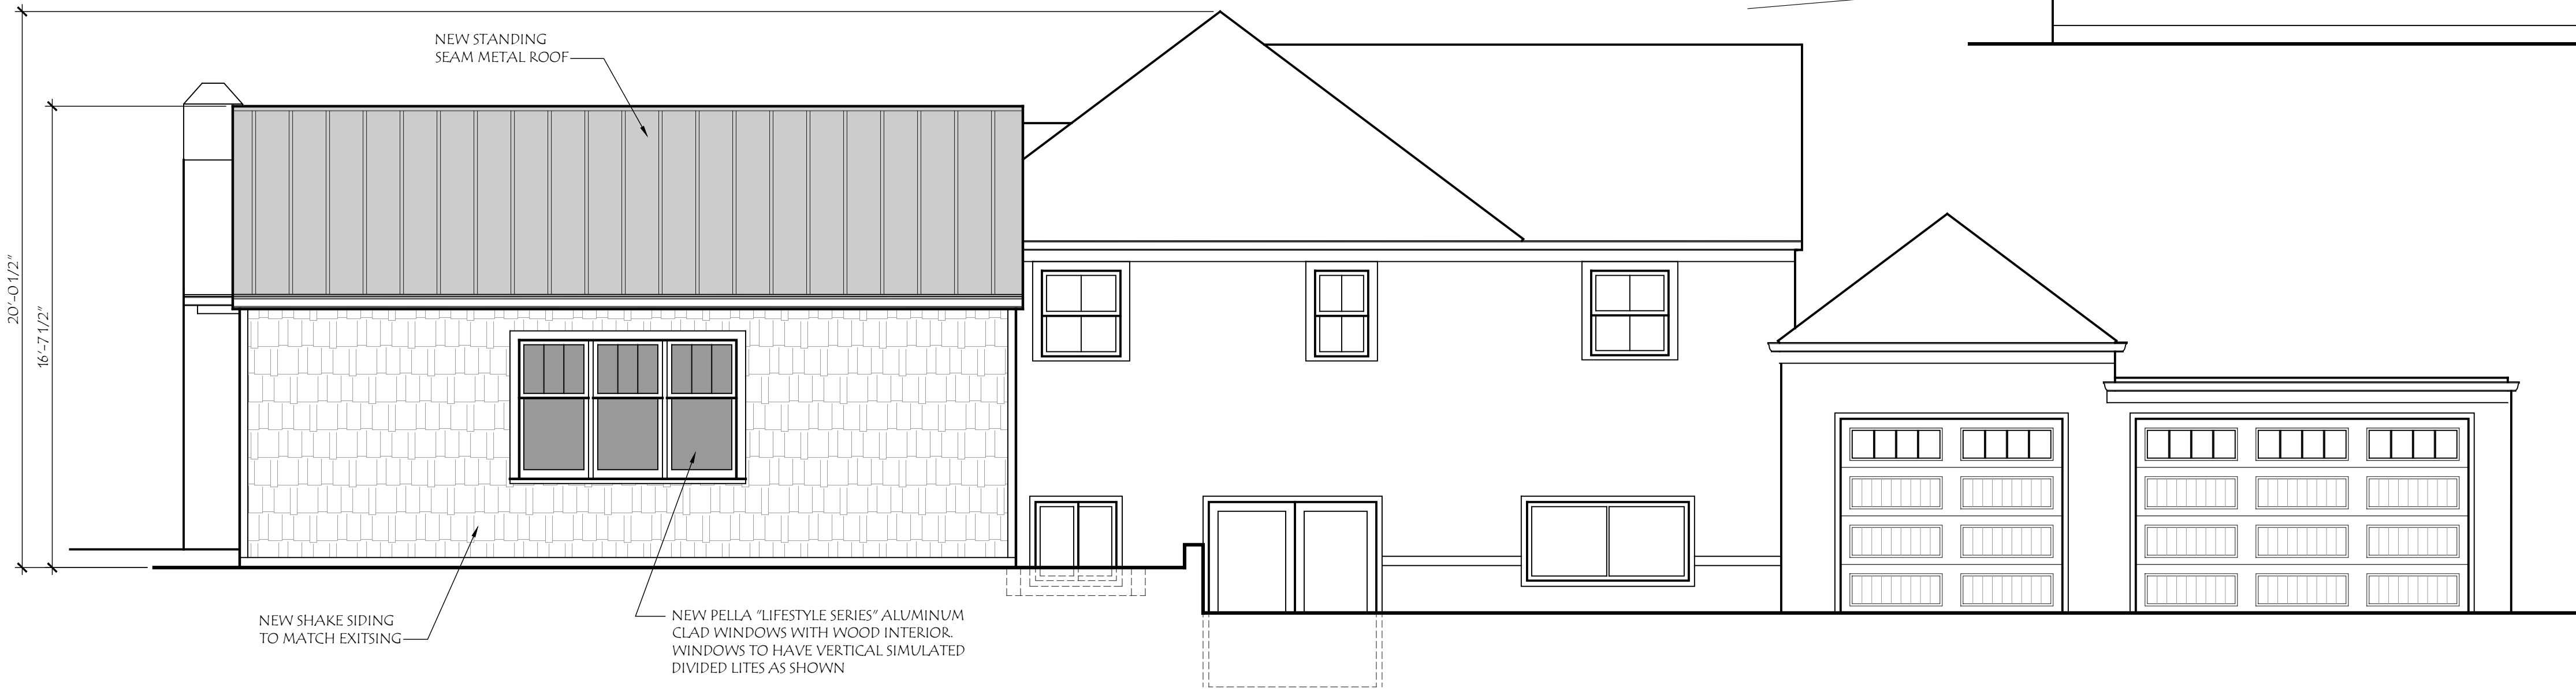 NEW STANDING
SEAM METAL ROOF
20'-0 1/2"
16'-7 1/2"
NEW SHAKE SIDING
TO MATCH EXITSING
NEW PELLA "LIFESTYLE SERIES" ALUMINUM
CLAD WINDOWS WITH WOOD INTERIOR.
WINDOWS TO HAVE VERTICAL SIMULATED
DIVIDED LITES AS SHOWN